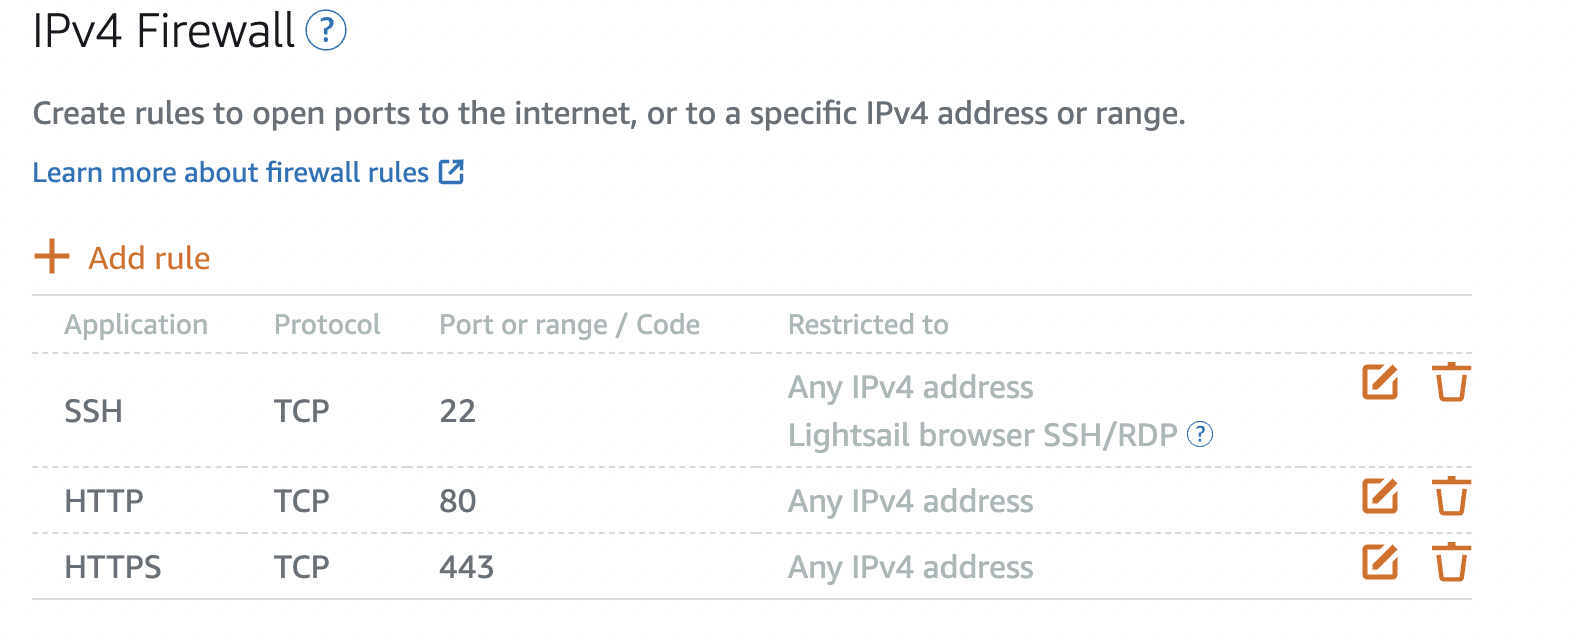 IPv4 Firewall ?
Create rules to open ports to the internet, or to a specific IPv4 address or range.
Learn more about firewall rules
+ Add rule
Application Protocol Port or range / Code Restricted to
SSH TCP 22 Any IPv4 address
Lightsail browser SSH/RDP ?
HTTP TCP 80 Any IPv4 address
HTTPS TCP 443 Any IPv4 address